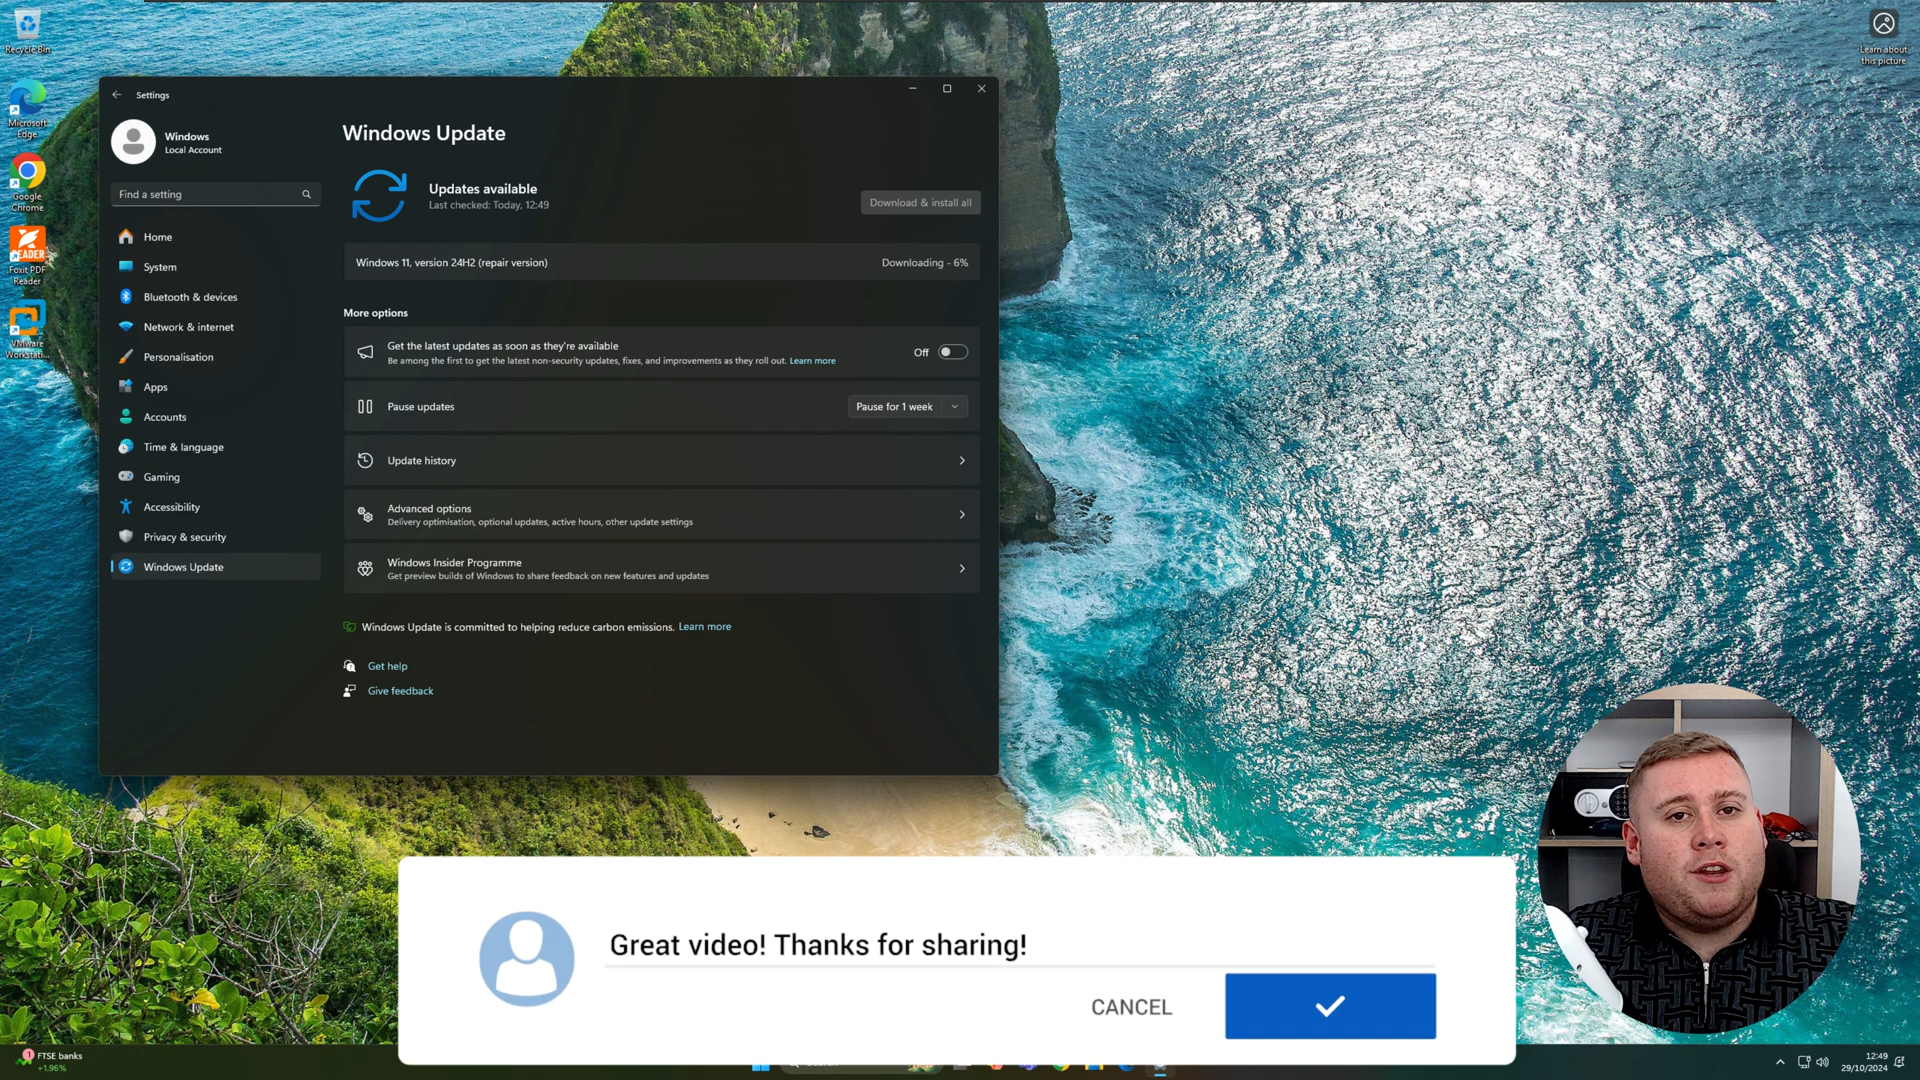 Recycle Bin
Microsoft
Edge
Google
Chrome
READER
Foxit PDF
Reader
VMware
Workstati...
Learn about
this picture
Settings
Windows
Local Account
Find a setting
Home
System
Bluetooth & devices
Network & internet
Personalisation
Apps
Accounts
Time & language
Gaming
Accessibility
Privacy & security
Windows Update
Windows Update
Updates available
Last checked: Today, 12:49
Download & install all
Windows 11, version 24H2 (repair version)
Downloading - 6%
More options
Get the latest updates as soon as they're available
Be among the first to get the latest non-security updates, fixes, and improvements as they roll out. Learn more
Off
Pause updates
Pause for 1 week
Update history
Advanced options
Delivery optimisation, optional updates, active hours, other update settings
Windows Insider Programme
Get preview builds of Windows to share feedback on new features and updates
Windows Update is committed to helping reduce carbon emissions. Learn more
Get help
Give feedback
Great video! Thanks for sharing!
CANCEL
1
FTSE banks
+1.96%
12:49
29/10/2024